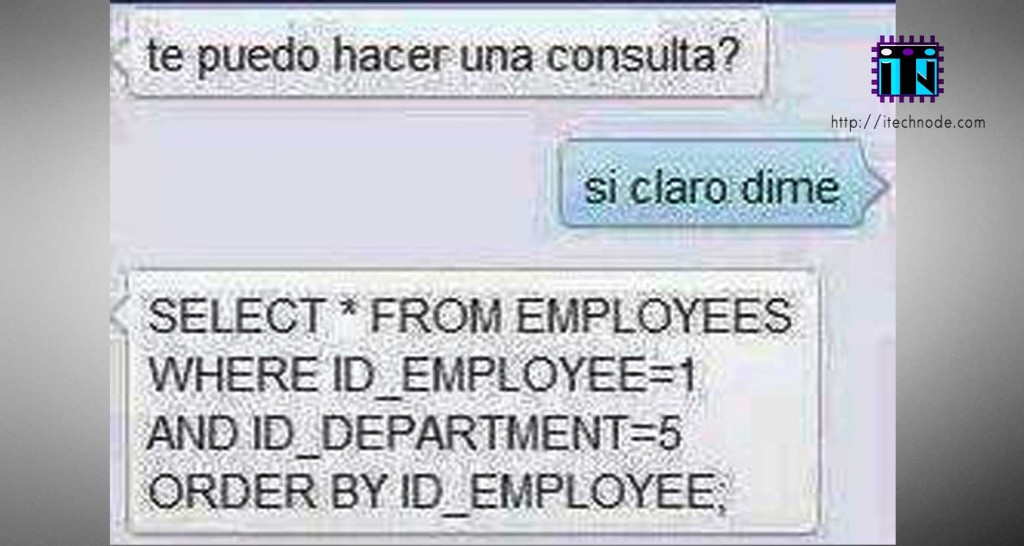 te puedo hacer una consulta?
iTN
http://itechnode.com
si claro dime
SELECT * FROM EMPLOYEES
WHERE ID_EMPLOYEE=1
AND ID_DEPARTMENT=5
ORDER BY ID_EMPLOYEE;